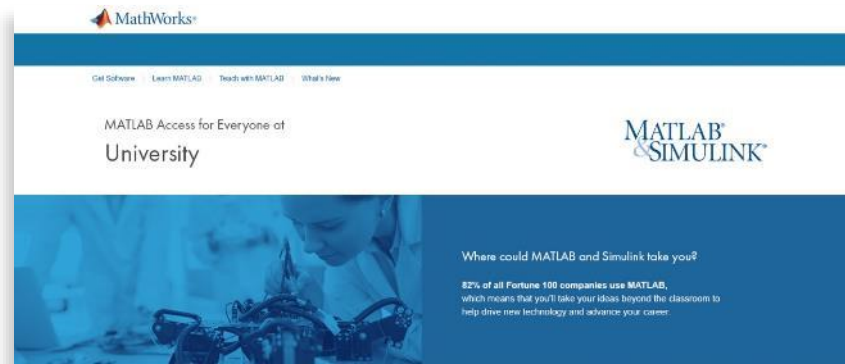 MathWorks®
Get Software Learn MATLAB Teach with MATLAB What's New
MATLAB Access for Everyone at
University
MATLAB®
&SIMULINK®
Where could MATLAB and Simulink take you?
82% of all Fortune 100 companies use MATLAB,
which means that you'll take your ideas beyond the classroom to
help drive new technology and advance your career.